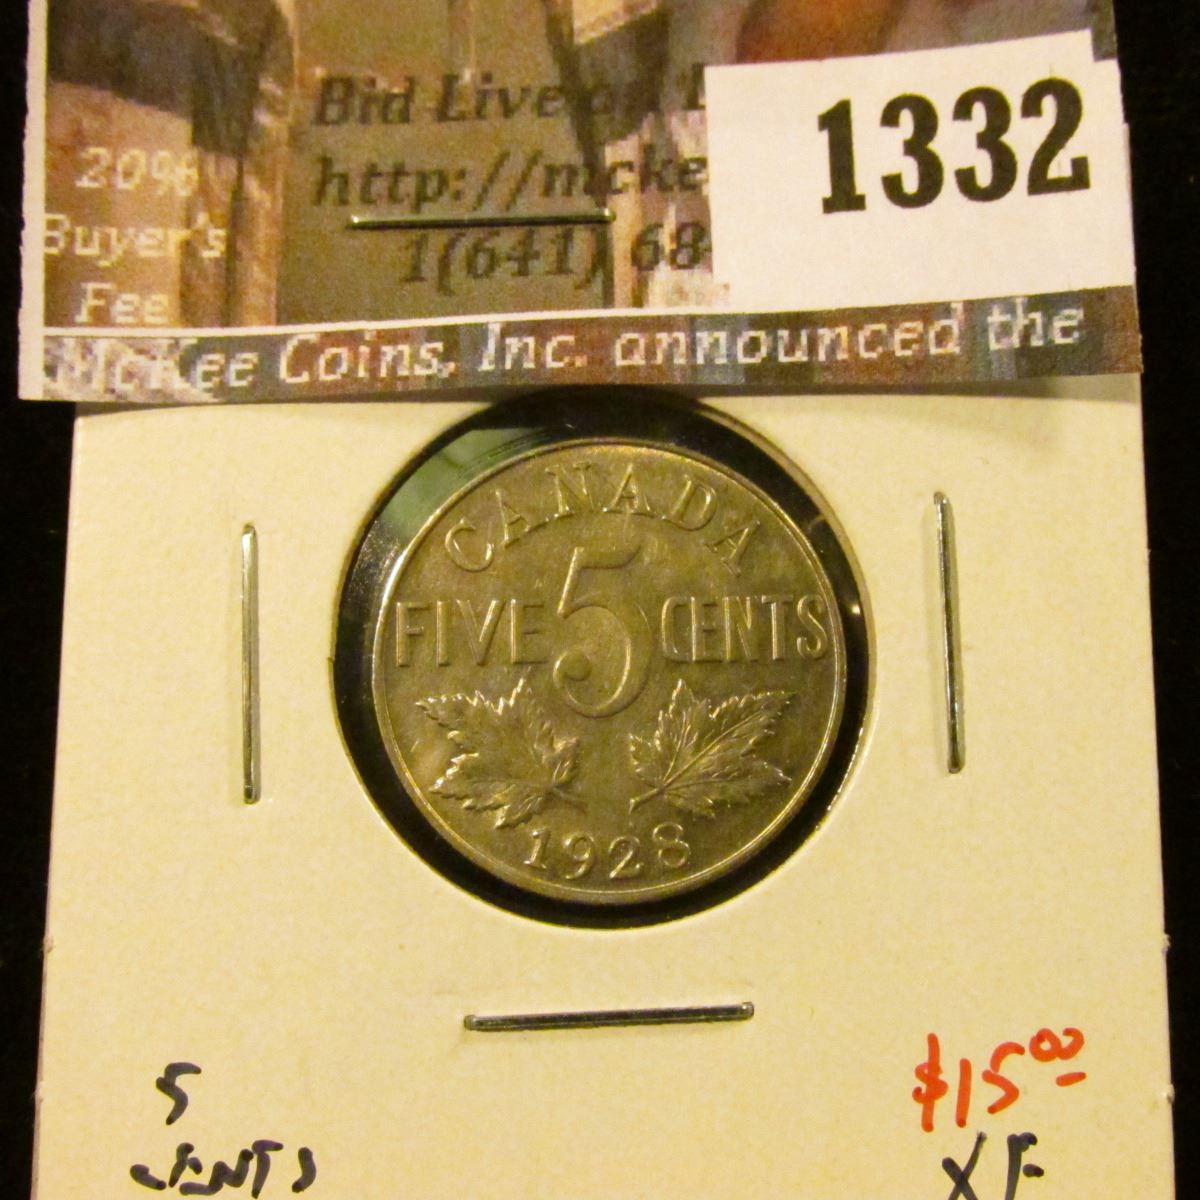 Bid Live
1332
20%
http://mcke
Buyer's
1(641) 68
Fee
McKee Coins, Inc. announced the
CANADA
FIVE 5 CENTS
1928
$15.00
5
CENTS
XF